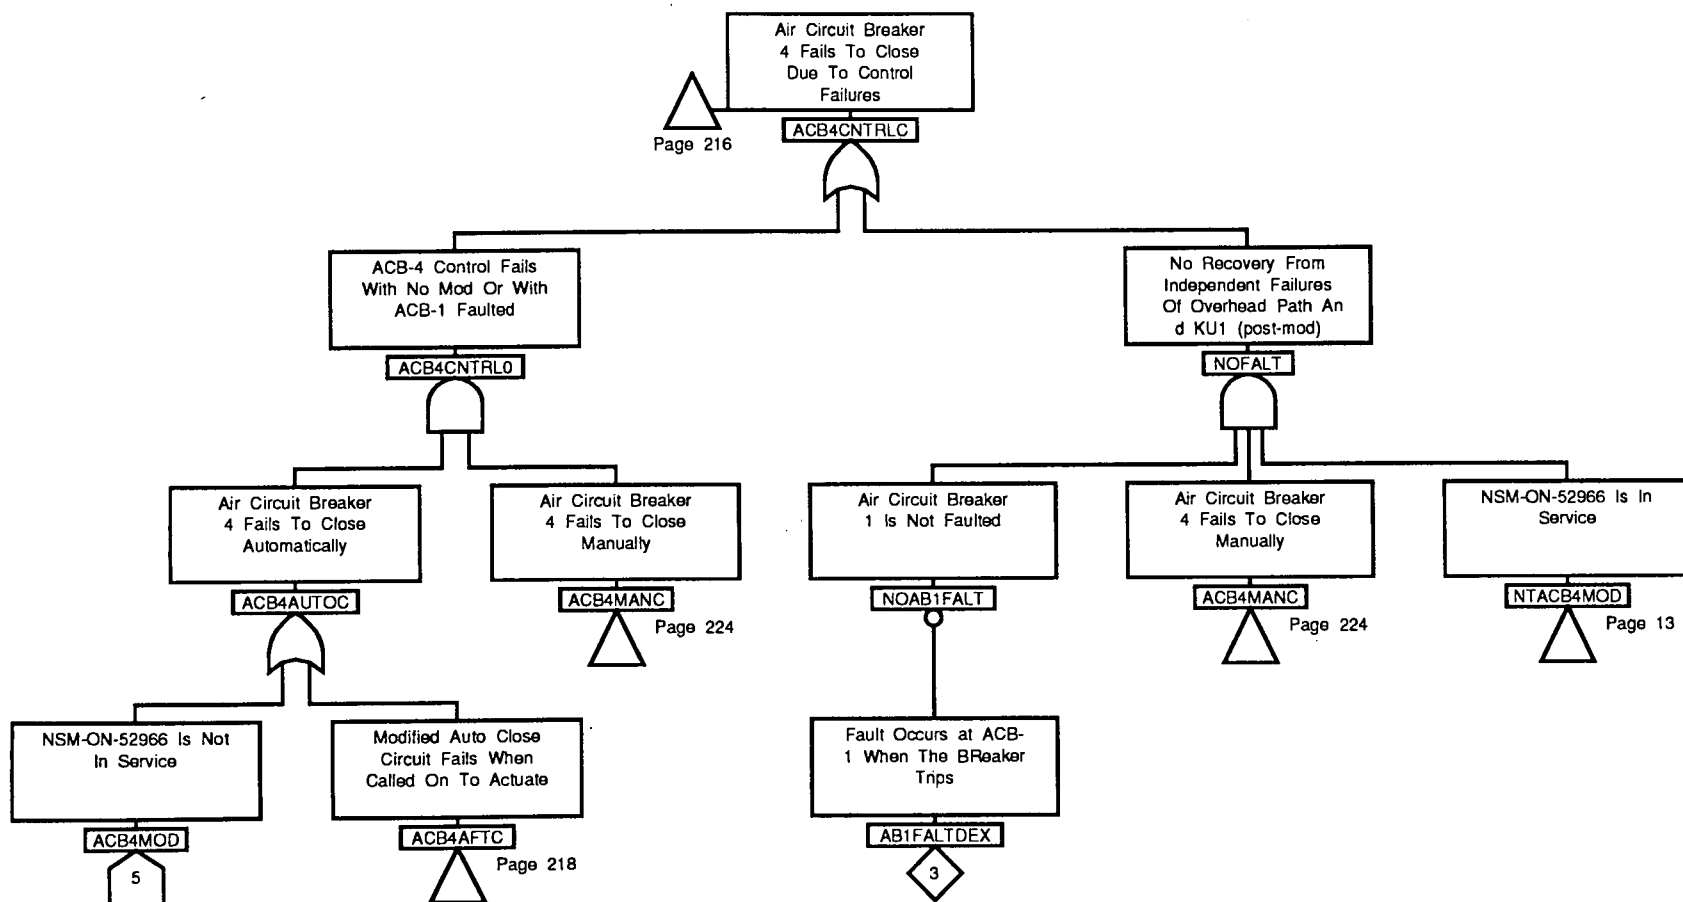 Air Circuit Breaker
4 Fails To Close
Due To Control
Failures
Page 216
ACB4CNTRLC
ACB-4 Control Fails
With No Mod Or With
ACB-1 Faulted
ACB4CNTRL0
No Recovery From
Independent Failures
Of Overhead Path An
d KU1 (post-mod)
NOFALT
Air Circuit Breaker
4 Fails To Close
Automatically
ACB4AUTOC
Air Circuit Breaker
4 Fails To Close
Manually
ACB4MANC
Page 224
Air Circuit Breaker
1 Is Not Faulted
NOAB1FALT
Air Circuit Breaker
4 Fails To Close
Manually
ACB4MANC
Page 224
NSM-ON-52966 Is In
Service
NTACB4MOD
Page 13
NSM-ON-52966 Is Not
In Service
ACB4MOD
5
Modified Auto Close
Circuit Fails When
Called On To Actuate
ACB4AFTC
Page 218
Fault Occurs at ACB-
1 When The BReaker
Trips
AB1FALTDEX
3